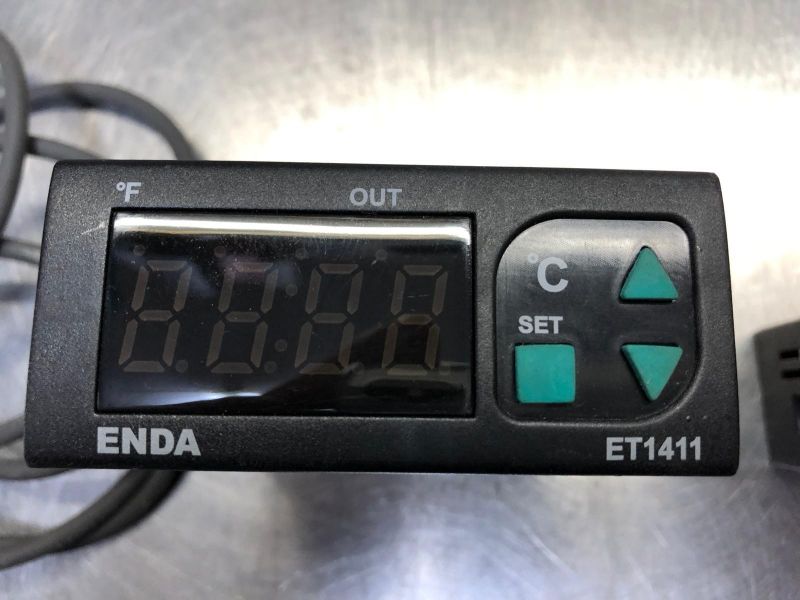 °F
OUT
°C
SET
ENDA
ET1411